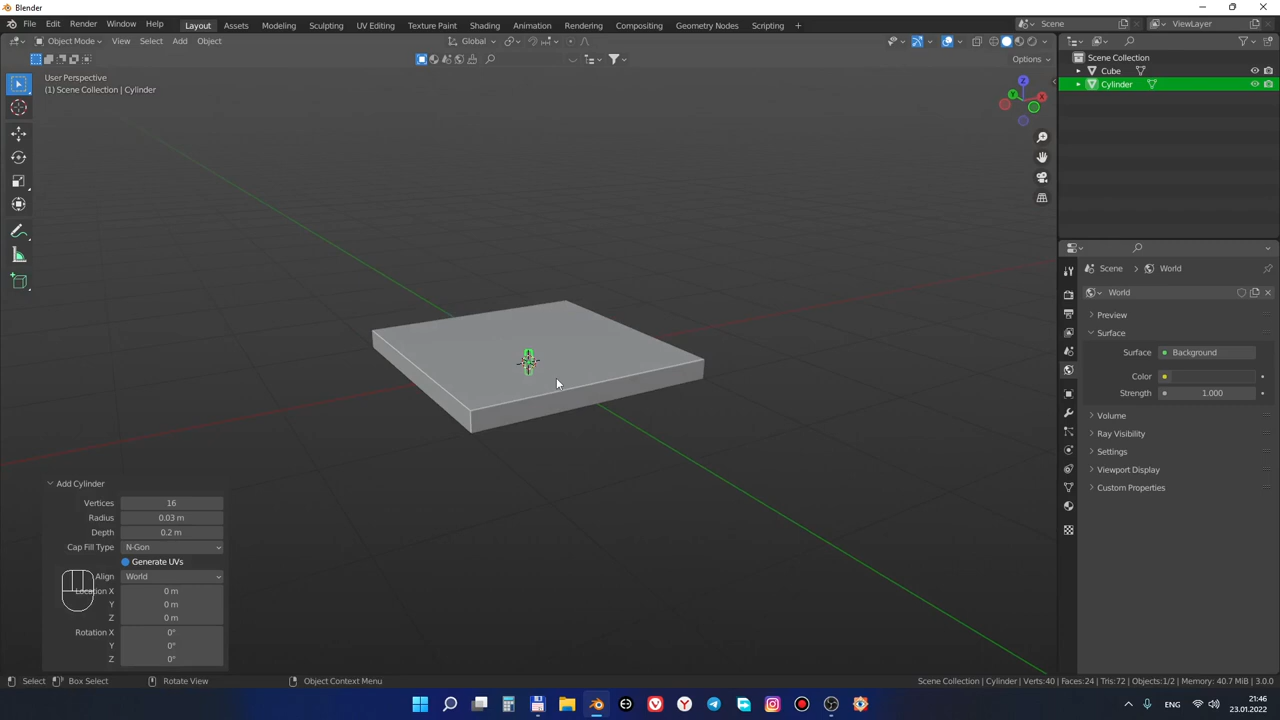 Blender
File Edit Render Window Help Layout Assets Modeling Sculpting UV Editing Texture Paint Shading Animation Rendering Compositing Geometry Nodes Scripting + Scene ViewLayer
Object Mode View Select Add Object Global
Options
User Perspective
(1) Scene Collection | Cylinder
Scene Collection
Cube
Cylinder
Z
Y
X
Scene World
World
Preview
Surface
Surface Background
Color
Strength 1.000
Volume
Ray Visibility
Settings
Viewport Display
Custom Properties
Add Cylinder
Vertices 16
Radius 0.03 m
Depth 0.2 m
Cap Fill Type N-Gon
Generate UVs
Align World
Location X 0 m
Y 0 m
Z 0 m
Rotation X 0°
Y 0°
Z 0°
Select Box Select Rotate View Object Context Menu Scene Collection | Cylinder | Verts:40 | Faces:24 | Tris:72 | Objects:1/2 | Memory: 40.7 MiB | 3.0.0
ENG 21:46
23.01.2022